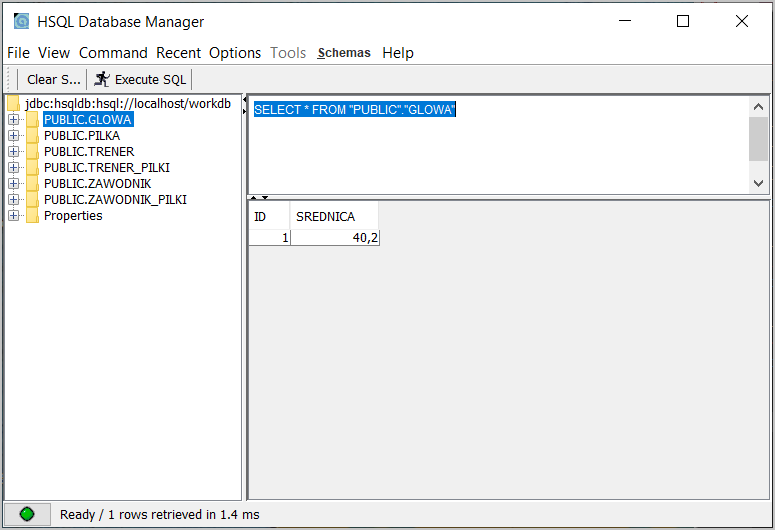 HSQL Database Manager
File View Command Recent Options Tools Schemas Help
Clear S... Execute SQL
jdbc:hsqldb:hsql://localhost/workdb
PUBLIC.GLOWA
PUBLIC.PILKA
PUBLIC.TRENER
PUBLIC.TRENER_PILKI
PUBLIC.ZAWODNIK
PUBLIC.ZAWODNIK_PILKI
Properties
SELECT * FROM "PUBLIC"."GLOWA"
ID SREDNICA
1 40,2
Ready / 1 rows retrieved in 1.4 ms